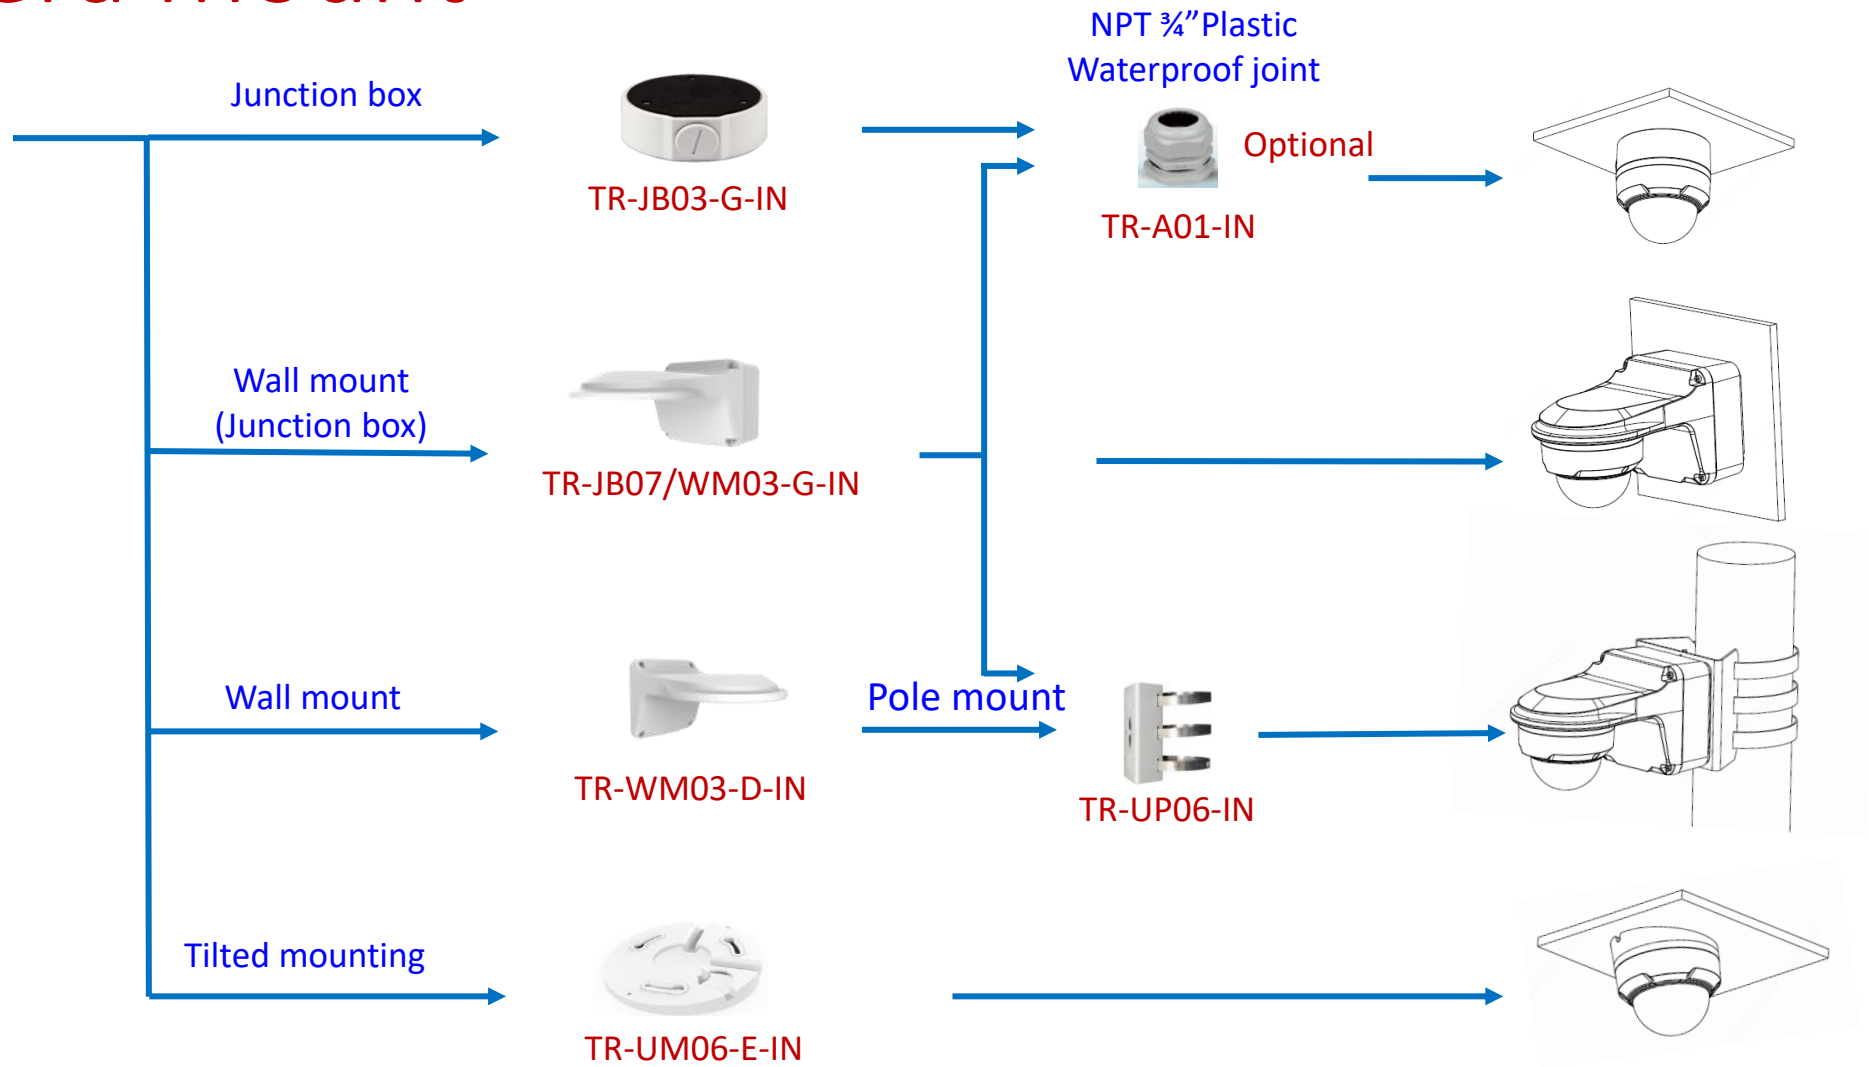 mount
NPT ¾”Plastic
Waterproof joint
Junction box
Optional
TR-JB03-G-IN
TR-A01-IN
Wall mount
(Junction box)
TR-JB07/WM03-G-IN
Wall mount
Pole mount
TR-WM03-D-IN
TR-UP06-IN
Tilted mounting
TR-UM06-E-IN